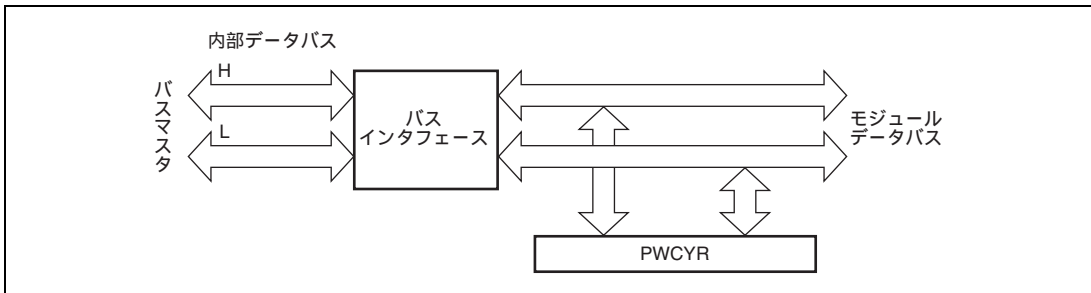 内部データバス
H
L
バスマスタ
バス
インタフェース
モジュール
データバス
PWCYR